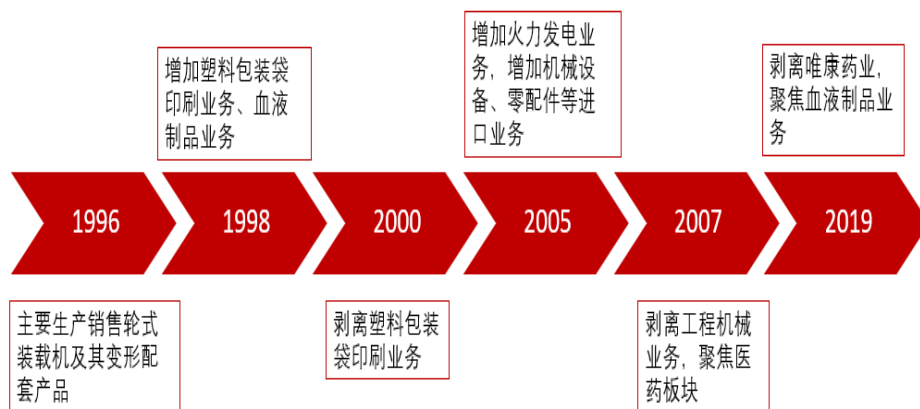 增加塑料包装袋
印刷业务、血液
制品业务
增加火力发电业
务，增加机械设
备、零配件等进
口业务
剥离唯康药业，
聚焦血液制品业
务
1996
1998
2000
2005
2007
2019
主要生产销售轮式
装载机及其变形配
套产品
剥离塑料包装
袋印刷业务
剥离工程机械
业务，聚焦医
药板块